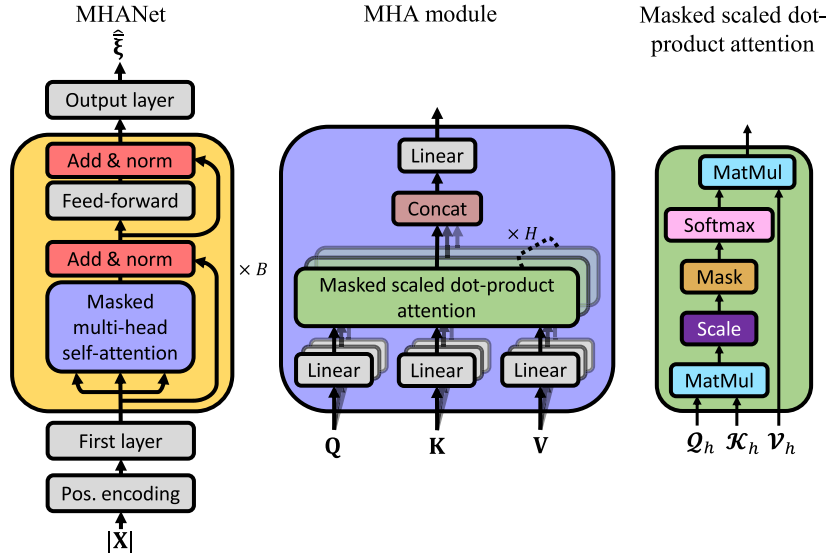 MHANet
ξ̂̄
Output layer
Add & norm
Feed-forward
Add & norm
Masked
multi-head
self-attention
× B
First layer
Pos. encoding
|X|
MHA module
Linear
Concat
× H
Masked scaled dot-product
attention
Linear
Linear
Linear
Q
K
V
Masked scaled dot-
product attention
MatMul
Softmax
Mask
Scale
MatMul
𝒬h
𝒦h
𝒱h